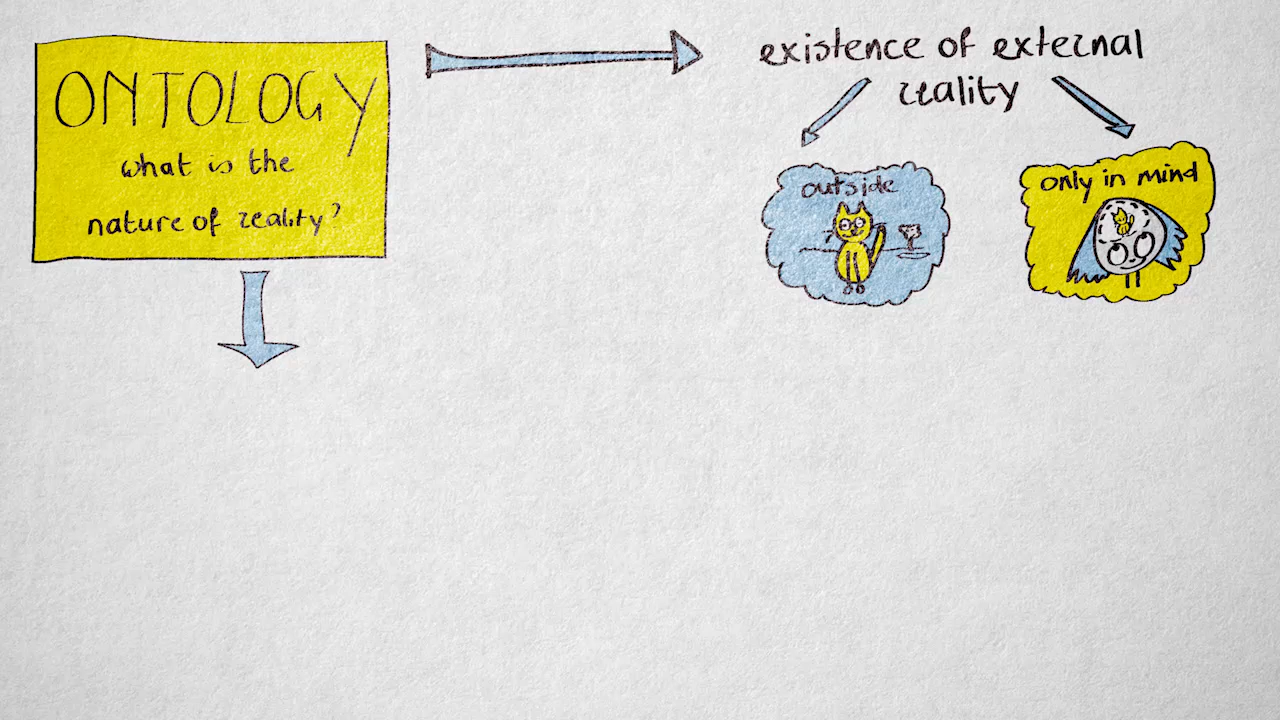 ONTOLOGY
what is the
nature of reality?
existence of external
reality
outside
only in mind